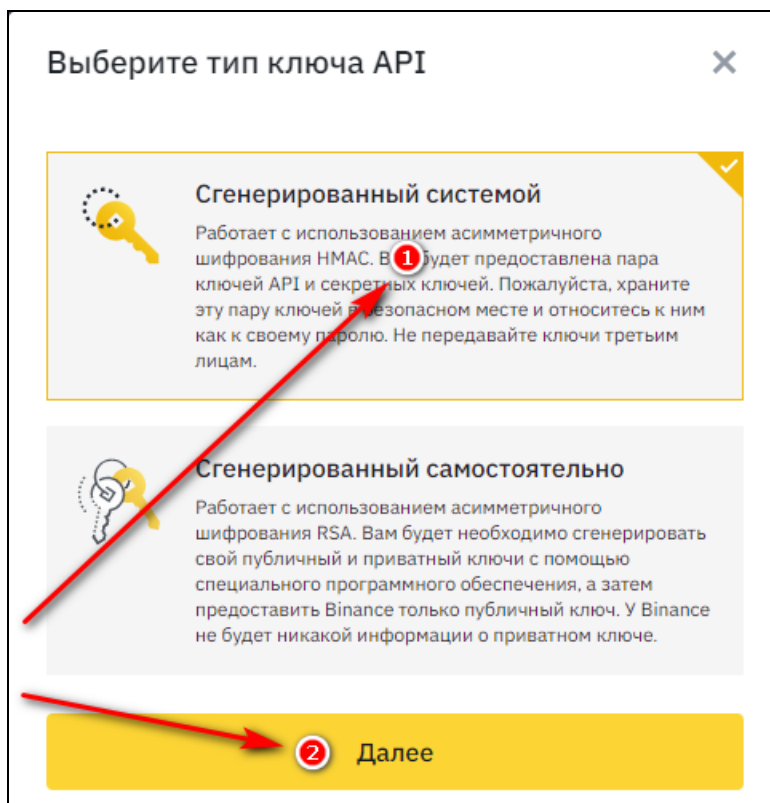 Выберите тип ключа API
Сгенерированный системой
Работает с использованием асимметричного
шифрования HMAC. В 1 будет предоставлена пара
ключей API и секретных ключей. Пожалуйста, храните
эту пару ключей в безопасном месте и относитесь к ним
как к своему паролю. Не передавайте ключи третьим
лицам.
Сгенерированный самостоятельно
Работает с использованием асимметричного
шифрования RSA. Вам будет необходимо сгенерировать
свой публичный и приватный ключи с помощью
специального программного обеспечения, а затем
предоставить Binance только публичный ключ. У Binance
не будет никакой информации о приватном ключе.
2 Далее